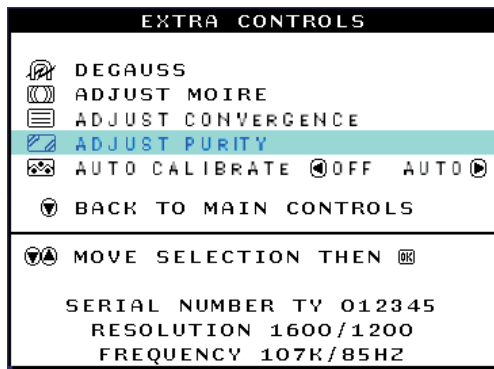 EXTRA CONTROLS
DEGAUSS
ADJUST MOIRE
ADJUST CONVERGENCE
ADJUST PURITY
AUTO CALIBRATE OFF AUTO
BACK TO MAIN CONTROLS
MOVE SELECTION THEN OK
SERIAL NUMBER TY 012345
RESOLUTION 1600/1200
FREQUENCY 107K/85HZ